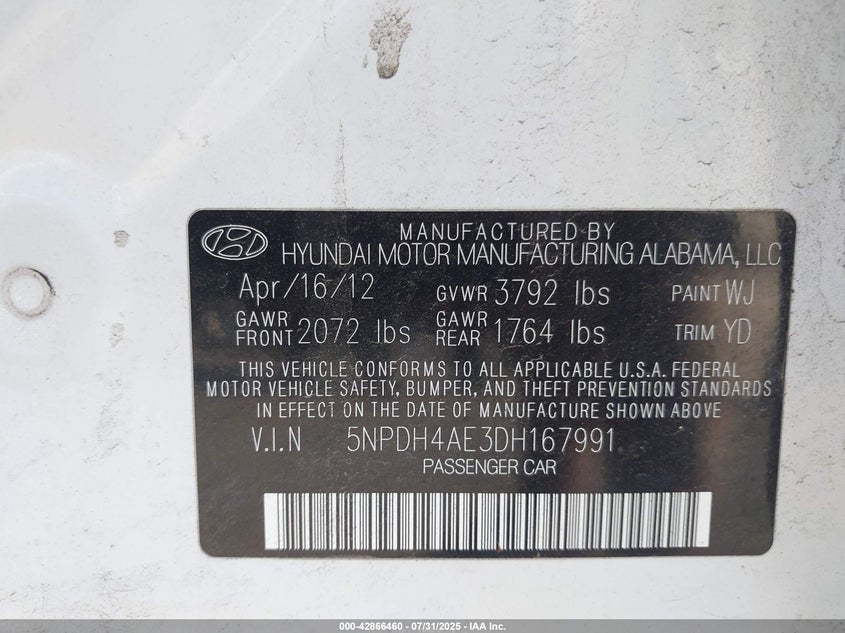 MANUFACTURED BY
HYUNDAI MOTOR MANUFACTURING ALABAMA, LLC
Apr/16/12 GVWR 3792 lbs PAINT WJ
GAWR FRONT 2072 lbs GAWR REAR 1764 lbs TRIM YD
THIS VEHICLE CONFORMS TO ALL APPLICABLE U.S.A. FEDERAL
MOTOR VEHICLE SAFETY, BUMPER, AND THEFT PREVENTION STANDARDS
IN EFFECT ON THE DATE OF MANUFACTURE SHOWN ABOVE
V.I.N 5NPDH4AE3DH167991
PASSENGER CAR
000-42866460 - 07/31/2025 - IAA Inc.